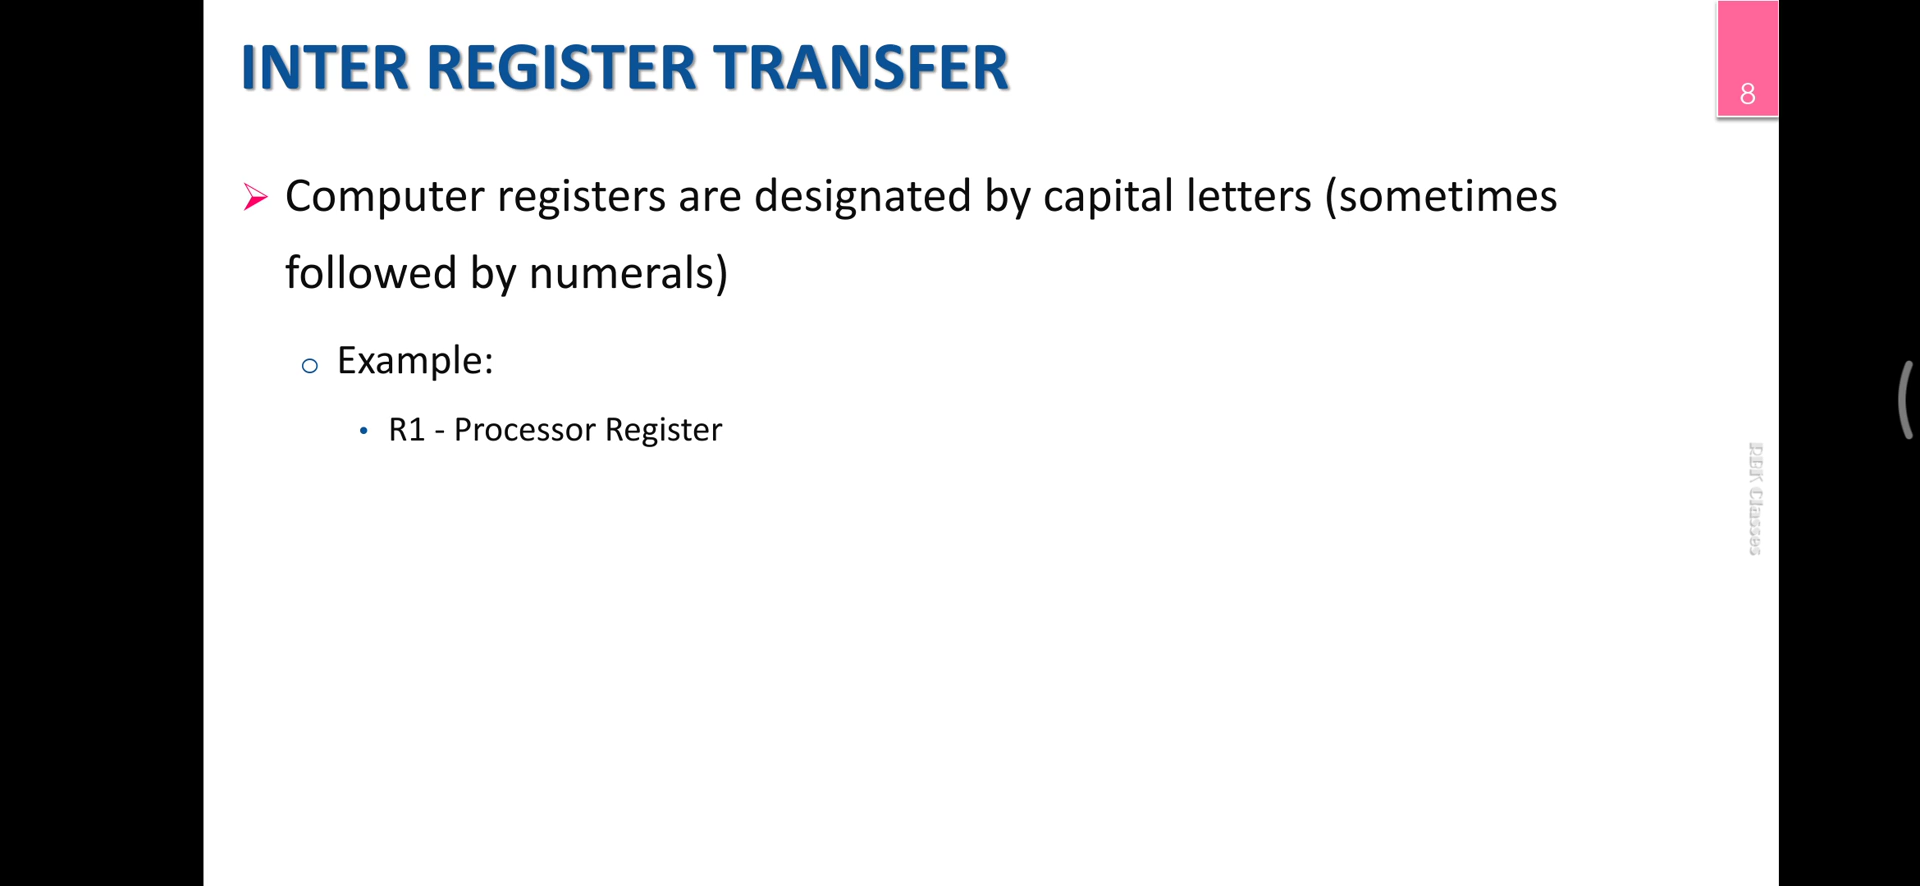 INTER REGISTER TRANSFER
8
Computer registers are designated by capital letters (sometimes
followed by numerals)
Example:
R1 - Processor Register
RBK Classes